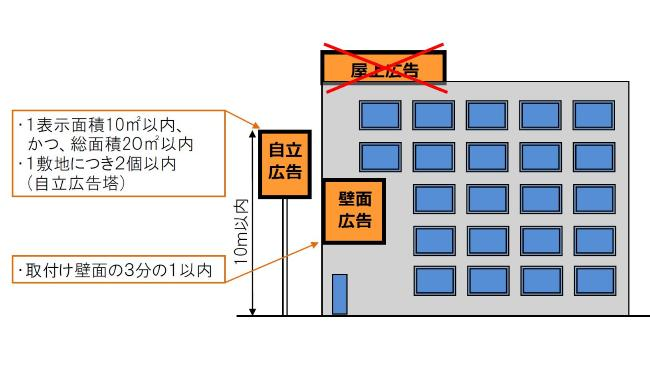 屋上広告
・1表示面積10㎡以内、
かつ、総面積20㎡以内
・1敷地につき2個以内
（自立広告塔）
自立
広告
壁面
広告
10m以内
・取付け壁面の3分の1以内